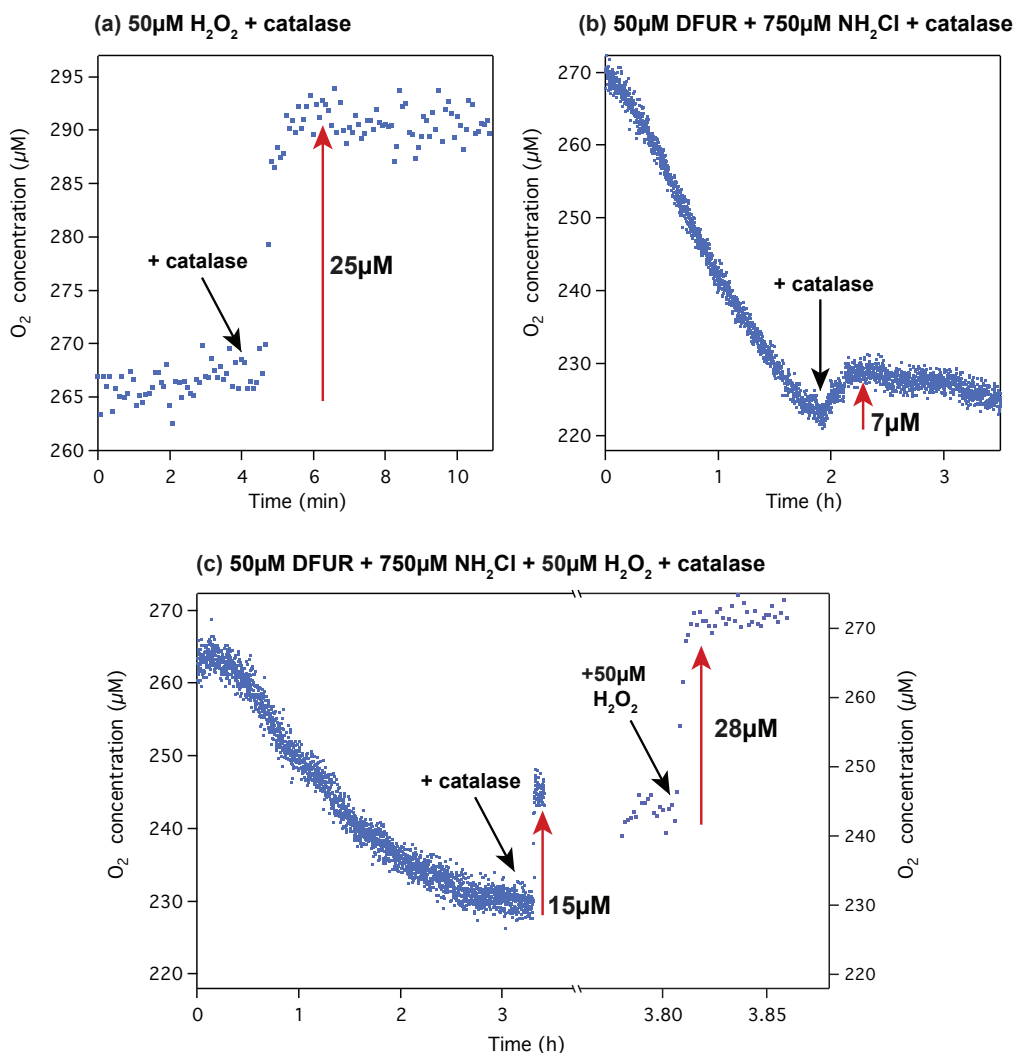 (a) 50µM H₂O₂ + catalase
O₂ concentration (µM)
295
290
285
280
275
270
265
260
+ catalase
25µM
0 2 4 6 8 10
Time (min)
(b) 50µM DFUR + 750µM NH₂Cl + catalase
O₂ concentration (µM)
270
260
250
240
230
220
+ catalase
7µM
0 1 2 3
Time (h)
(c) 50µM DFUR + 750µM NH₂Cl + 50µM H₂O₂ + catalase
O₂ concentration (µM)
270
260
250
240
230
220
+ catalase
15µM
+50µM
H₂O₂
28µM
270
260
250
240
230
220
O₂ concentration (µM)
0 1 2 3 3.80 3.85
Time (h)